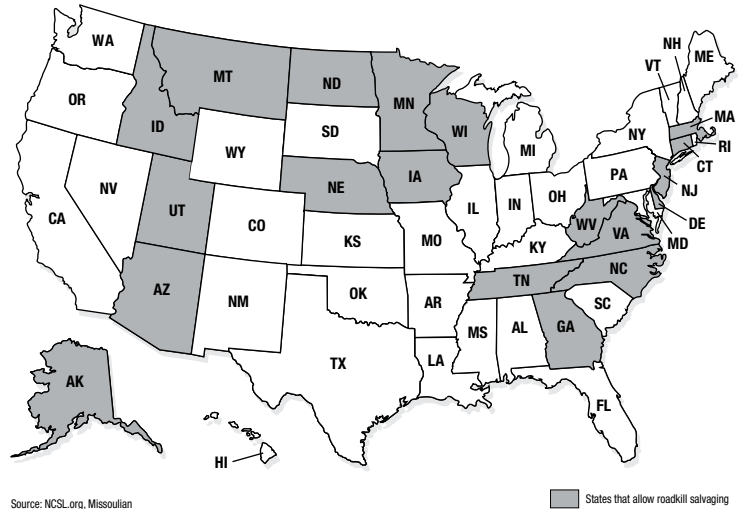 WA
OR
CA
NV
ID
MT
WY
UT
AZ
CO
NM
ND
SD
NE
KS
OK
TX
MN
IA
MO
AR
LA
WI
IL
MI
IN
OH
KY
TN
MS
AL
GA
FL
SC
NC
VA
WV
PA
NY
VT
NH
ME
MA
RI
CT
NJ
DE
MD
AK
HI
Source: NCSL.org, Missoulian
States that allow roadkill salvaging